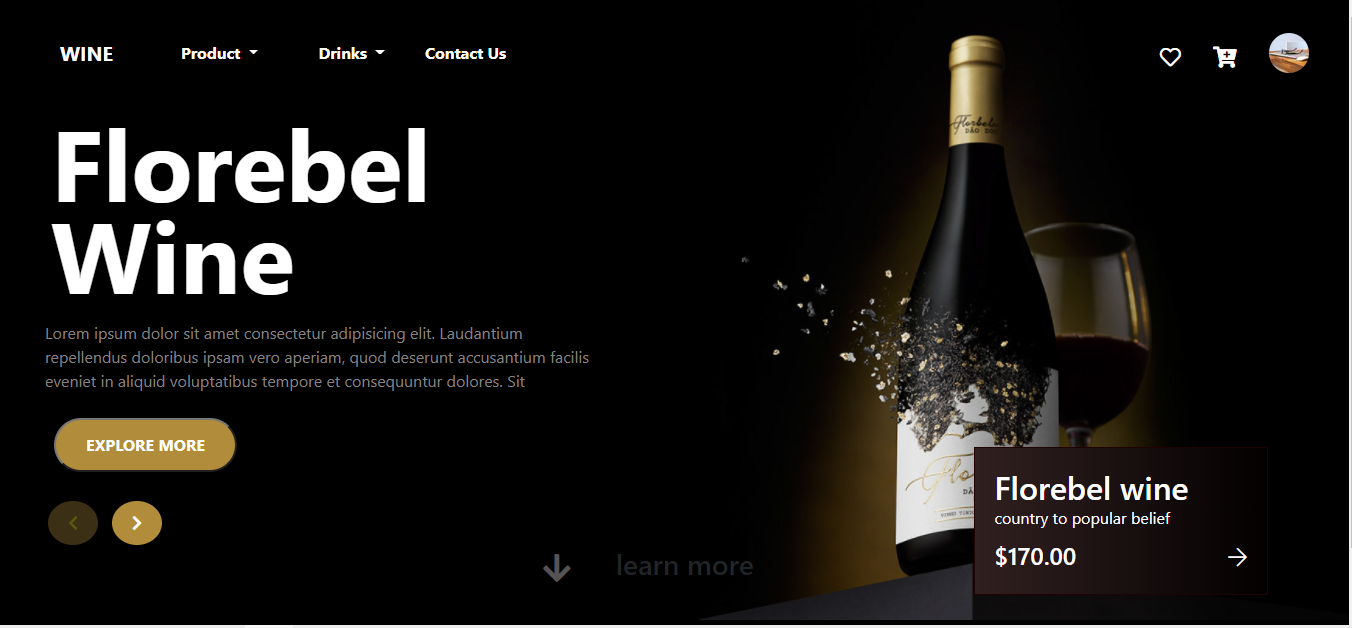 WINE
Product
Drinks
Contact Us
Florebel
Wine
Lorem ipsum dolor sit amet consectetur adipisicing elit. Laudantium
repellendus doloribus ipsam vero aperiam, quod deserunt accusantium facilis
eveniet in aliquid voluptatibus tempore et consequuntur dolores. Sit
EXPLORE MORE
learn more
Florebel wine
country to popular belief
$170.00